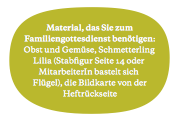 Material, das Sie zum
Familiengottesdienst benötigen:
Obst und Gemüse, Schmetterling
Lilia (Stabfigur Seite 14 oder
MitarbeiterIn bastelt sich
Flügel), die Bildkarte von der
Heftrückseite